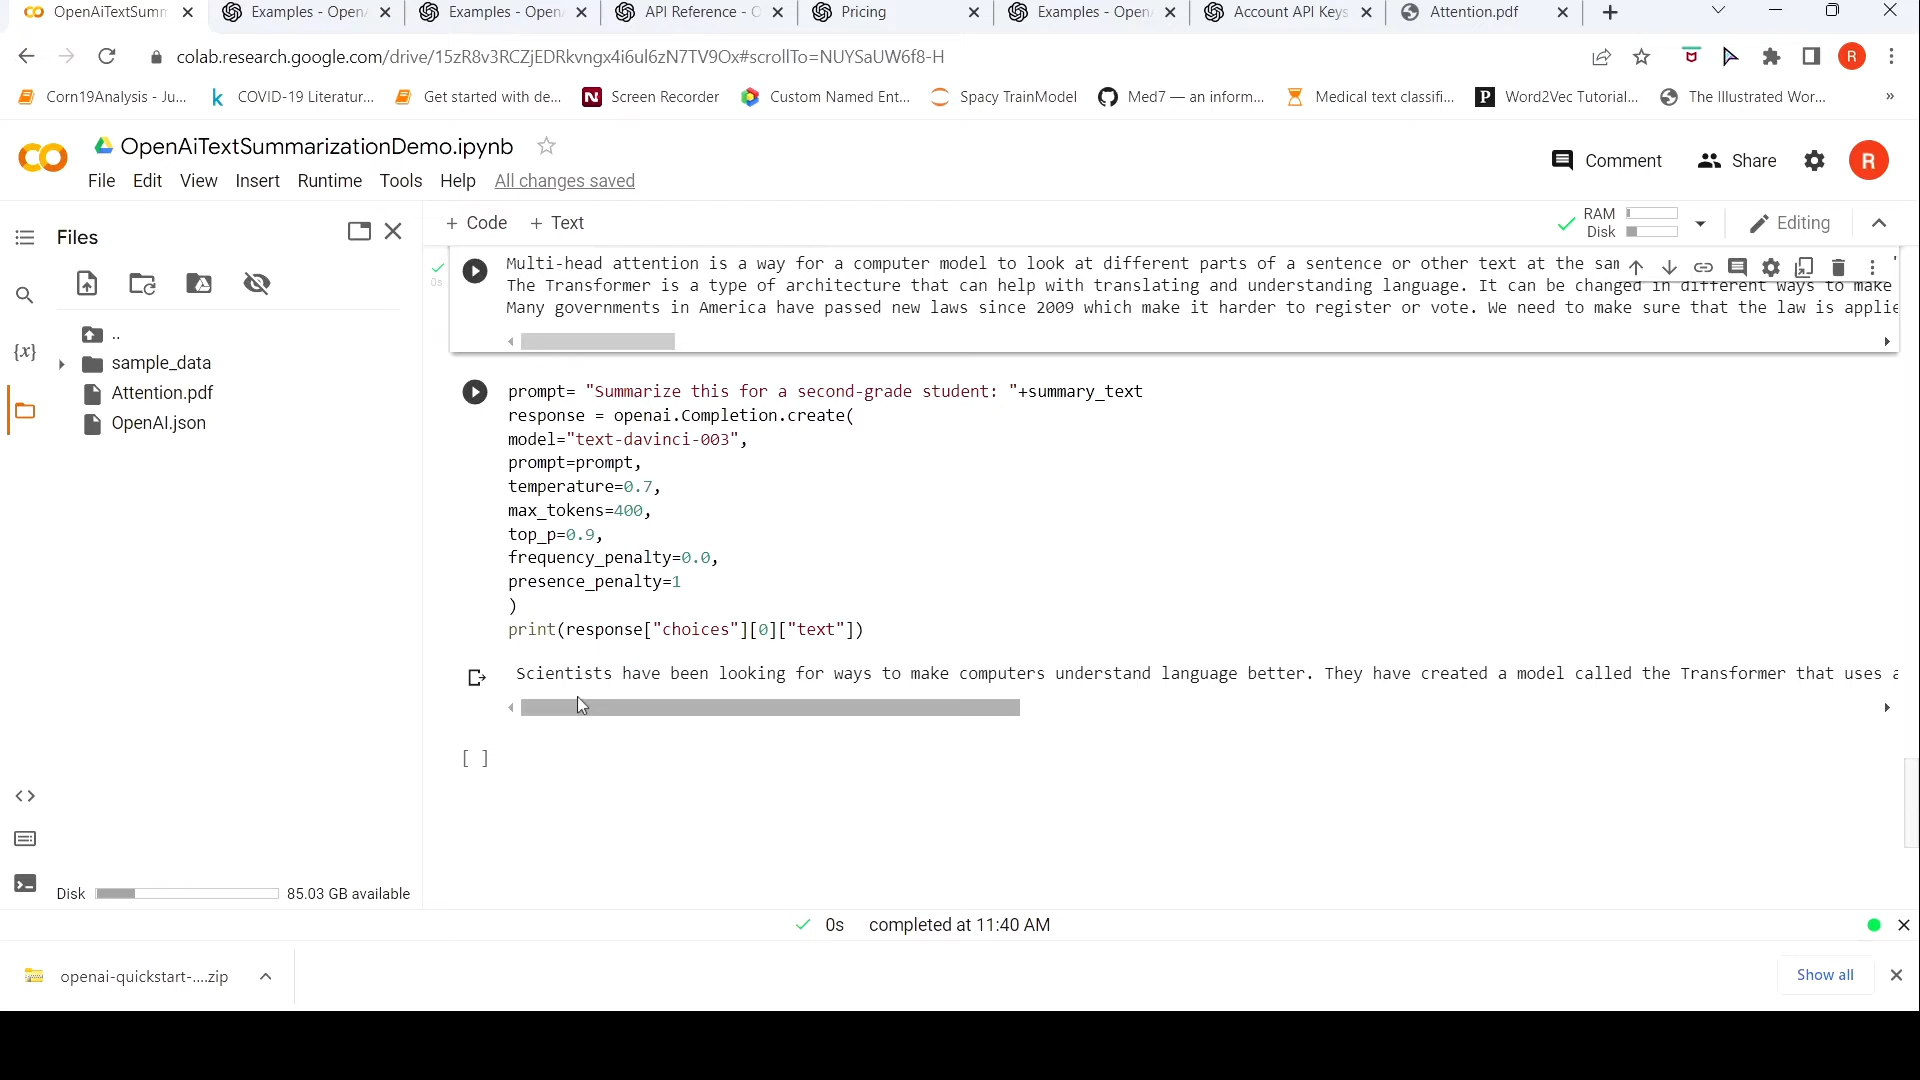 OpenAiTextSumm
Examples - Open
Examples - Open
API Reference - O
Pricing
Examples - Open
Account API Keys
Attention.pdf
colab.research.google.com/drive/15zR8v3RCZjEDRkvngx4i6ul6zN7TV9Ox#scrollTo=NUYSaUW6f8-H
R
Corn19Analysis - Ju...
COVID-19 Literatur...
Get started with de...
Screen Recorder
Custom Named Ent...
Spacy TrainModel
Med7 — an inform...
Medical text classifi...
Word2Vec Tutorial...
The Illustrated Wor...
»
OpenAiTextSummarizationDemo.ipynb
Comment
Share
R
File Edit View Insert Runtime Tools Help All changes saved
Files
+ Code + Text
RAM
Disk
Editing
..
sample_data
Attention.pdf
OpenAI.json
{x}
0s
Multi-head attention is a way for a computer model to look at different parts of a sentence or other text at the sam
The Transformer is a type of architecture that can help with translating and understanding language. It can be changed in different ways to make
Many governments in America have passed new laws since 2009 which make it harder to register or vote. We need to make sure that the law is applie
prompt= "Summarize this for a second-grade student: "+summary_text
response = openai.Completion.create(
model="text-davinci-003",
prompt=prompt,
temperature=0.7,
max_tokens=400,
top_p=0.9,
frequency_penalty=0.0,
presence_penalty=1
)
print(response["choices"][0]["text"])
Scientists have been looking for ways to make computers understand language better. They have created a model called the Transformer that uses a
[ ]
Disk 85.03 GB available
0s completed at 11:40 AM
openai-quickstart-....zip
Show all